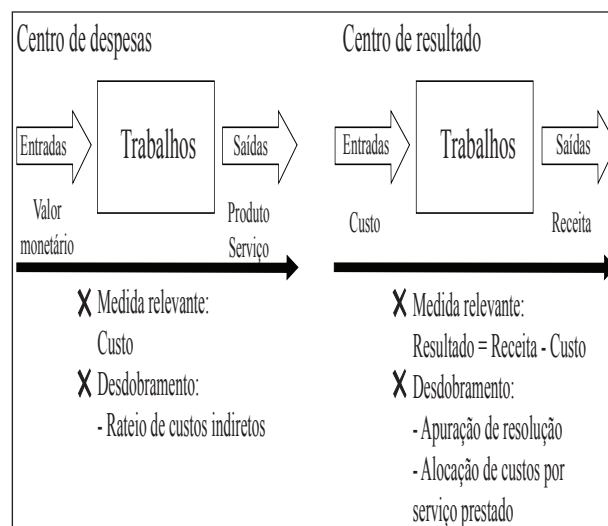 Centro de despesas
Entradas
Trabalhos
Saídas
Valor
monetário
Produto
Serviço
✗ Medida relevante:
Custo
✗ Desdobramento:
- Rateio de custos indiretos
Centro de resultado
Entradas
Trabalhos
Saídas
Custo
Receita
✗ Medida relevante:
Resultado = Receita - Custo
✗ Desdobramento:
- Apuração de resolução
- Alocação de custos por
serviço prestado